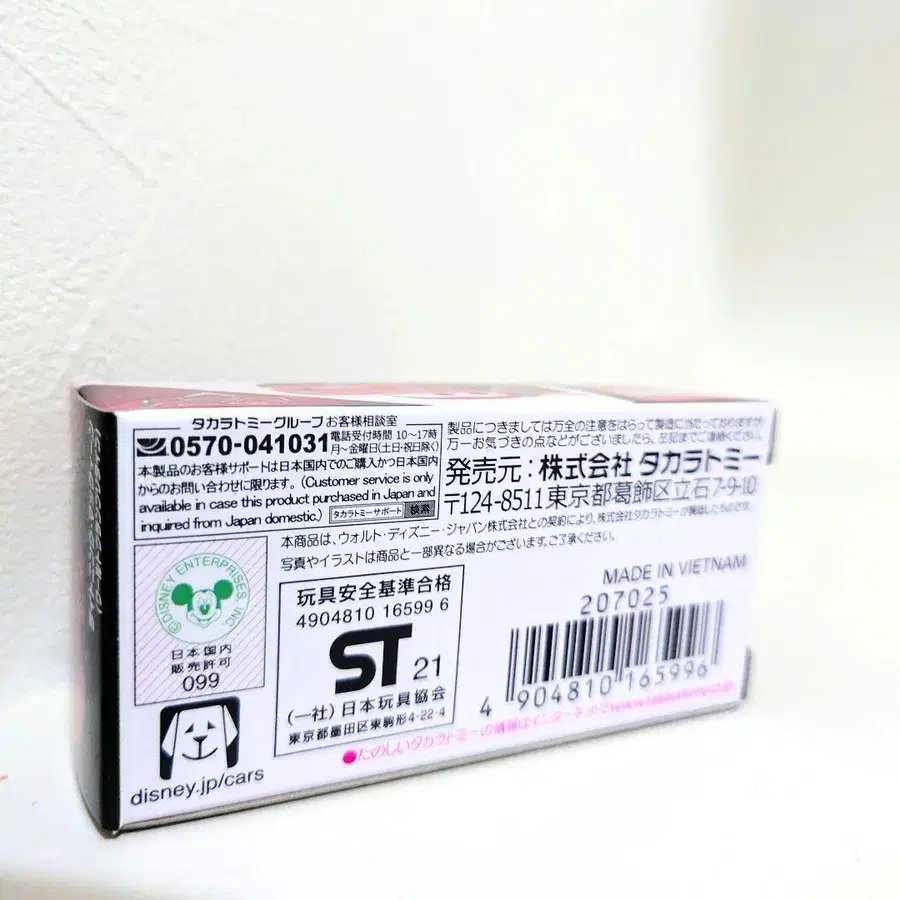 タカラトミーグループ お客様相談室
0570-041031 電話受付時間 10〜17時
月〜金曜日(土日・祝日除く)
本製品のお客様サポートは日本国内でのご購入かつ日本国内
からのお問い合わせに限ります。(Customer service is only
available in case this product purchased in Japan and
inquired from Japan domestic.) タカラトミーサポート 検索
製品につきましては万全の注意をはらって製造に当たっておりますが、
万一お気づきの点などがございましたら、左記までご連絡ください。
発売元:株式会社 タカラトミー
〒124-8511 東京都葛飾区立石7-9-10
本商品は、ウォルト・ディズニー・ジャパン株式会社との契約により、株式会社タカラトミーが製造したものです。
写真やイラストは商品と一部異なる場合がございます。ご了承ください。
©DISNEY ENTERPRISES, INC.
日本国内
販売許可
099
disney.jp/cars
玩具安全基準合格
4904810 16599 6
ST 21
(一社)日本玩具協会
東京都墨田区東駒形4-22-4
MADE IN VIETNAM
207025
4 904810 165996
●たのしいタカラトミーの情報はインターネットで